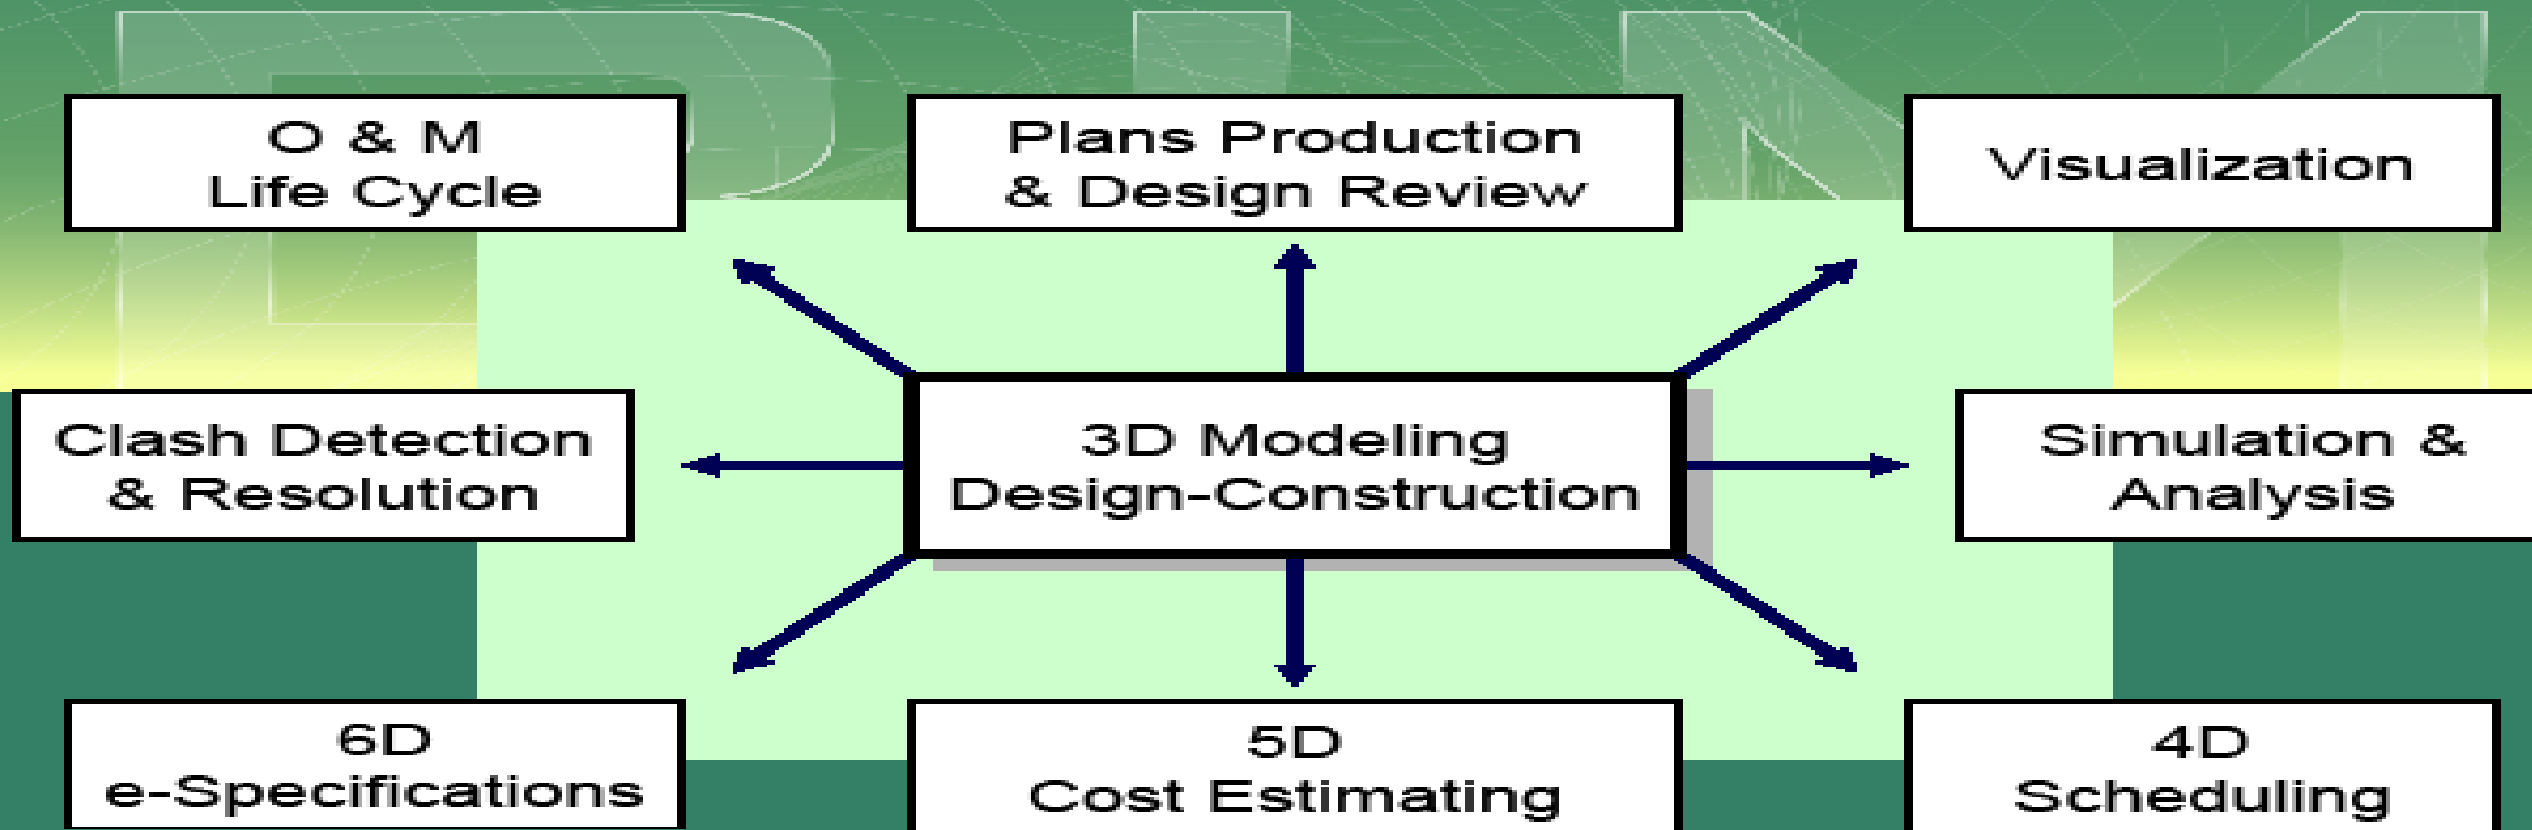 O & M
Life Cycle
Plans Production
& Design Review
Visualization
Clash Detection
& Resolution
3D Modeling
Design-Construction
Simulation &
Analysis
6D
e-Specifications
5D
Cost Estimating
4D
Scheduling